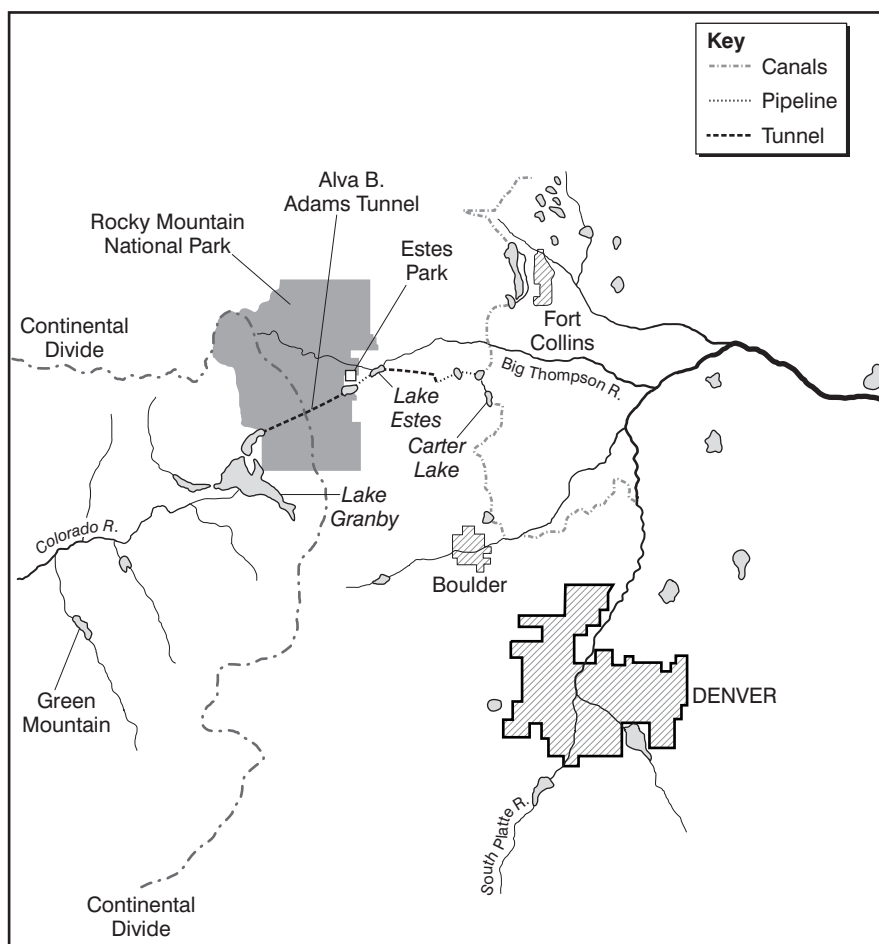 Key
Canals
Pipeline
Tunnel
Alva B.
Adams Tunnel
Rocky Mountain
National Park
Estes
Park
Continental
Divide
Fort
Collins
Big Thompson R.
Lake
Estes
Carter
Lake
Lake
Granby
Colorado R.
Boulder
Green
Mountain
DENVER
South Platte R.
Continental
Divide